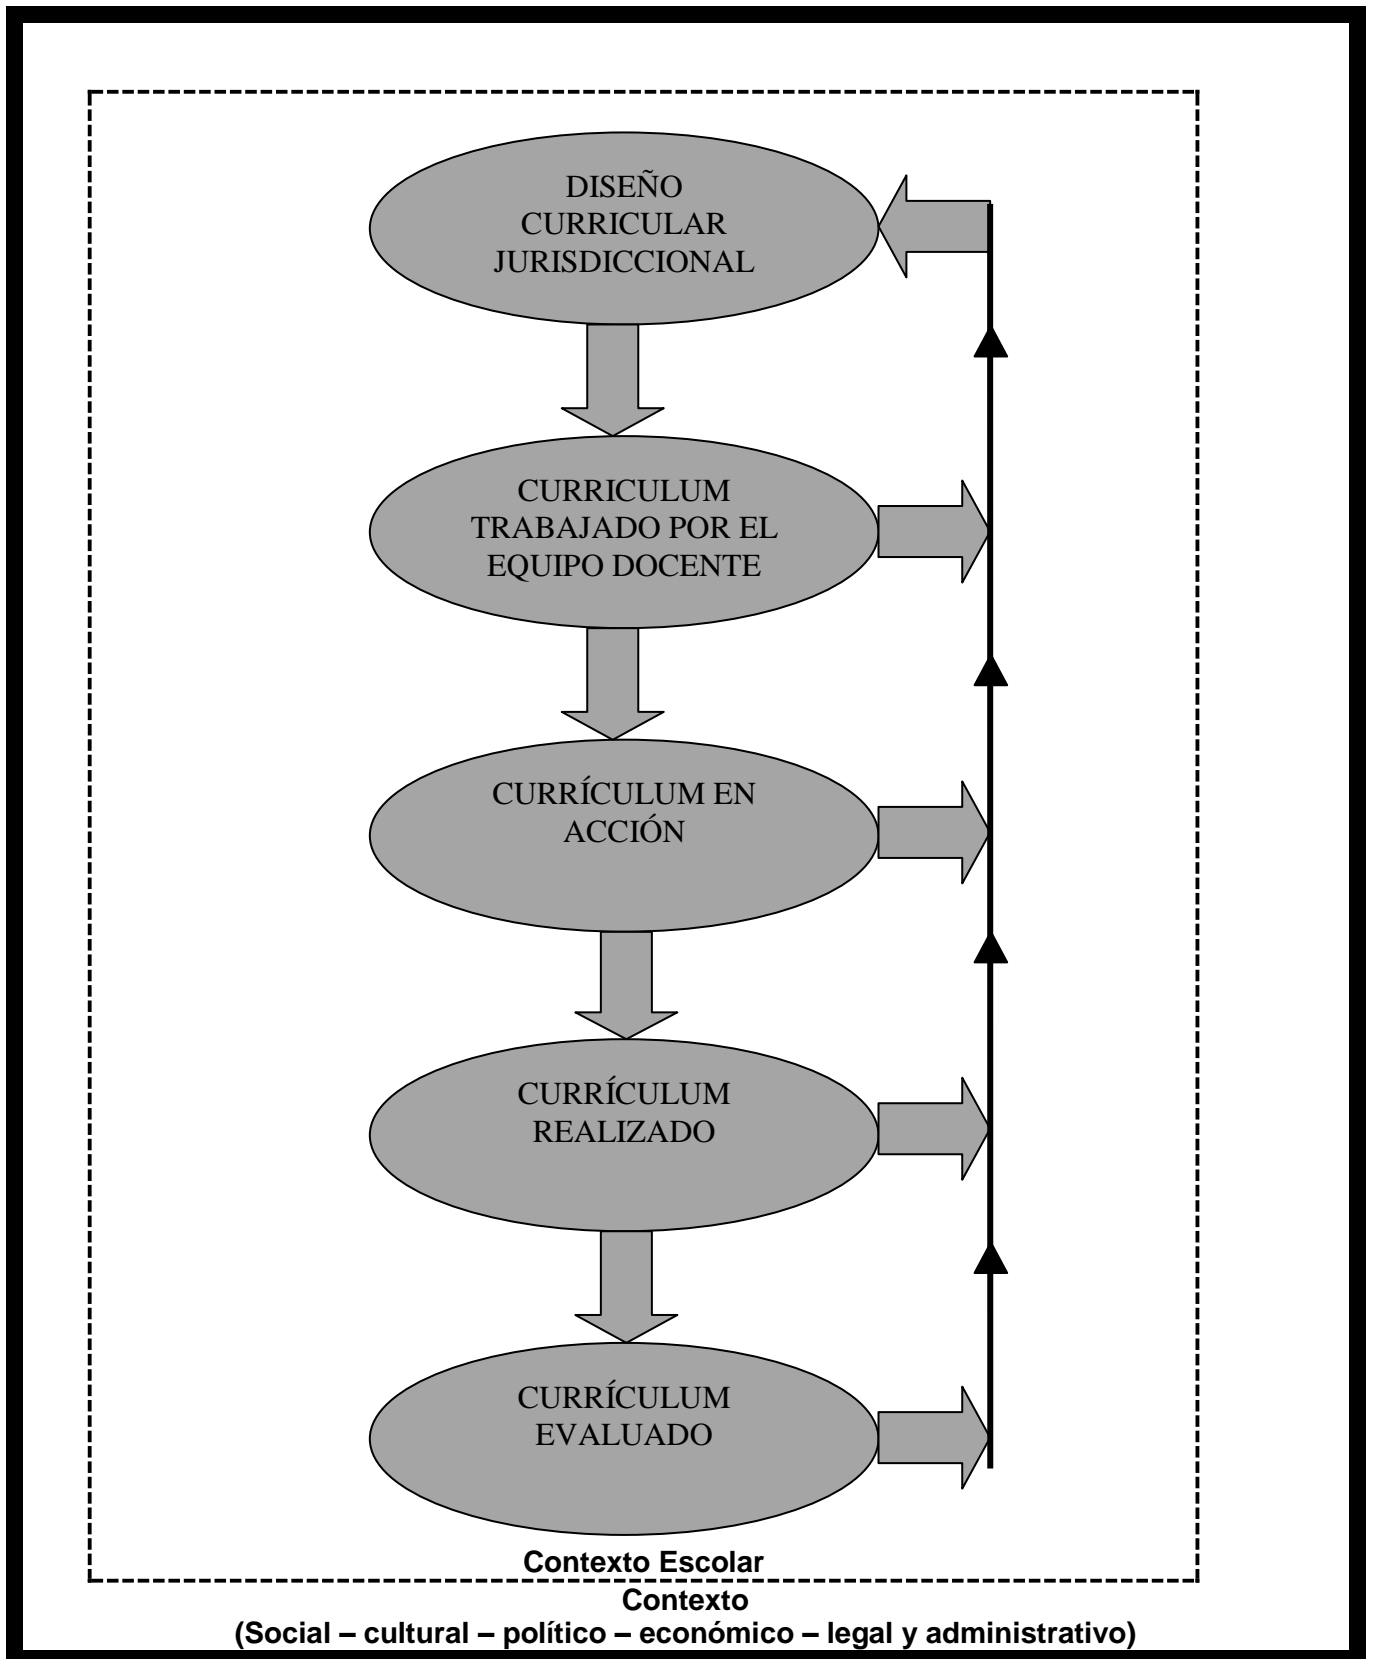 DISEÑO
CURRICULAR
JURISDICCIONAL
CURRICULUM
TRABAJADO POR EL
EQUIPO DOCENTE
CURRÍCULUM EN
ACCIÓN
CURRÍCULUM
REALIZADO
CURRÍCULUM
EVALUADO
Contexto Escolar
Contexto
(Social – cultural – político – económico – legal y administrativo)